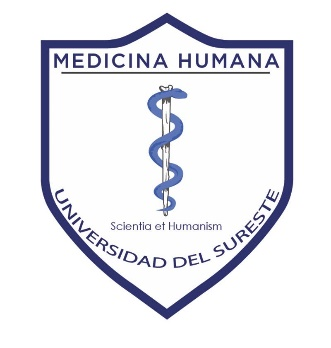 MEDICINA HUMANA
Scientia et Humanism
UNIVERSIDAD DEL SURESTE